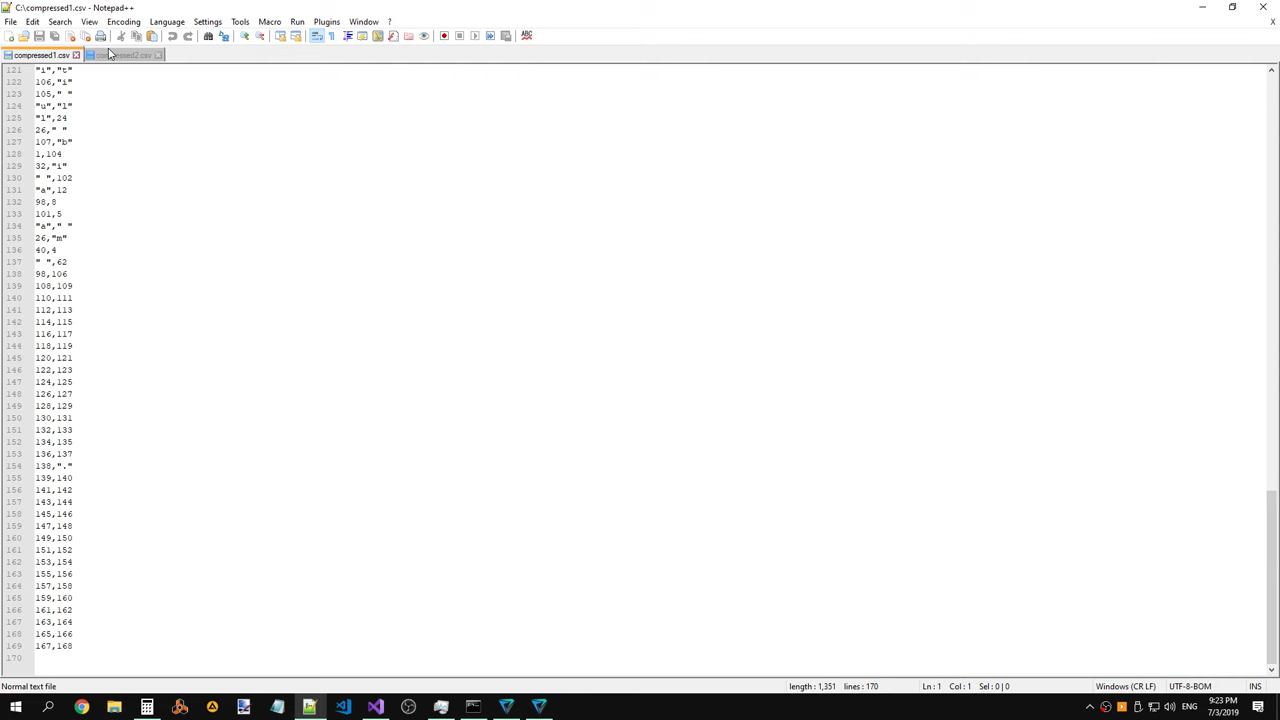 C:\compressed1.csv - Notepad++
File Edit Search View Encoding Language Settings Tools Macro Run Plugins Window ?
compressed1.csv compressed2.csv
121 "i","t"
122 106,"i"
123 105," "
124 "u","l"
125 "l",24
126 26," "
127 107,"b"
128 1,104
129 32,"i"
130 " ",102
131 "a",12
132 98,8
133 101,5
134 "a"," "
135 26,"m"
136 40,4
137 " ",62
138 98,106
139 108,109
140 110,111
141 112,113
142 114,115
143 116,117
144 118,119
145 120,121
146 122,123
147 124,125
148 126,127
149 128,129
150 130,131
151 132,133
152 134,135
153 136,137
154 138,"."
155 139,140
156 141,142
157 143,144
158 145,146
159 147,148
160 149,150
161 151,152
162 153,154
163 155,156
164 157,158
165 159,160
166 161,162
167 163,164
168 165,166
169 167,168
170
Normal text file length : 1,351 lines : 170 Ln : 1 Col : 1 Sel : 0 | 0 Windows (CR LF) UTF-8-BOM INS
ENG 9:23 PM
7/3/2019